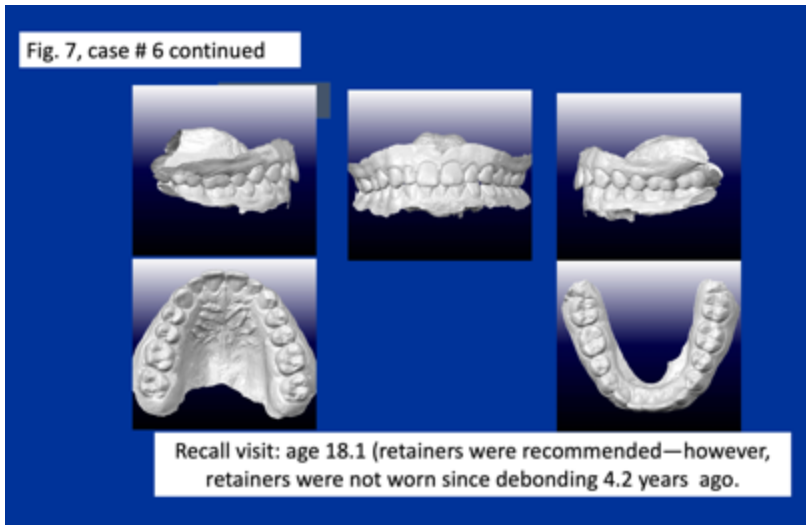 Fig. 7, case # 6 continued
Recall visit: age 18.1 (retainers were recommended—however,
retainers were not worn since debonding 4.2 years ago.